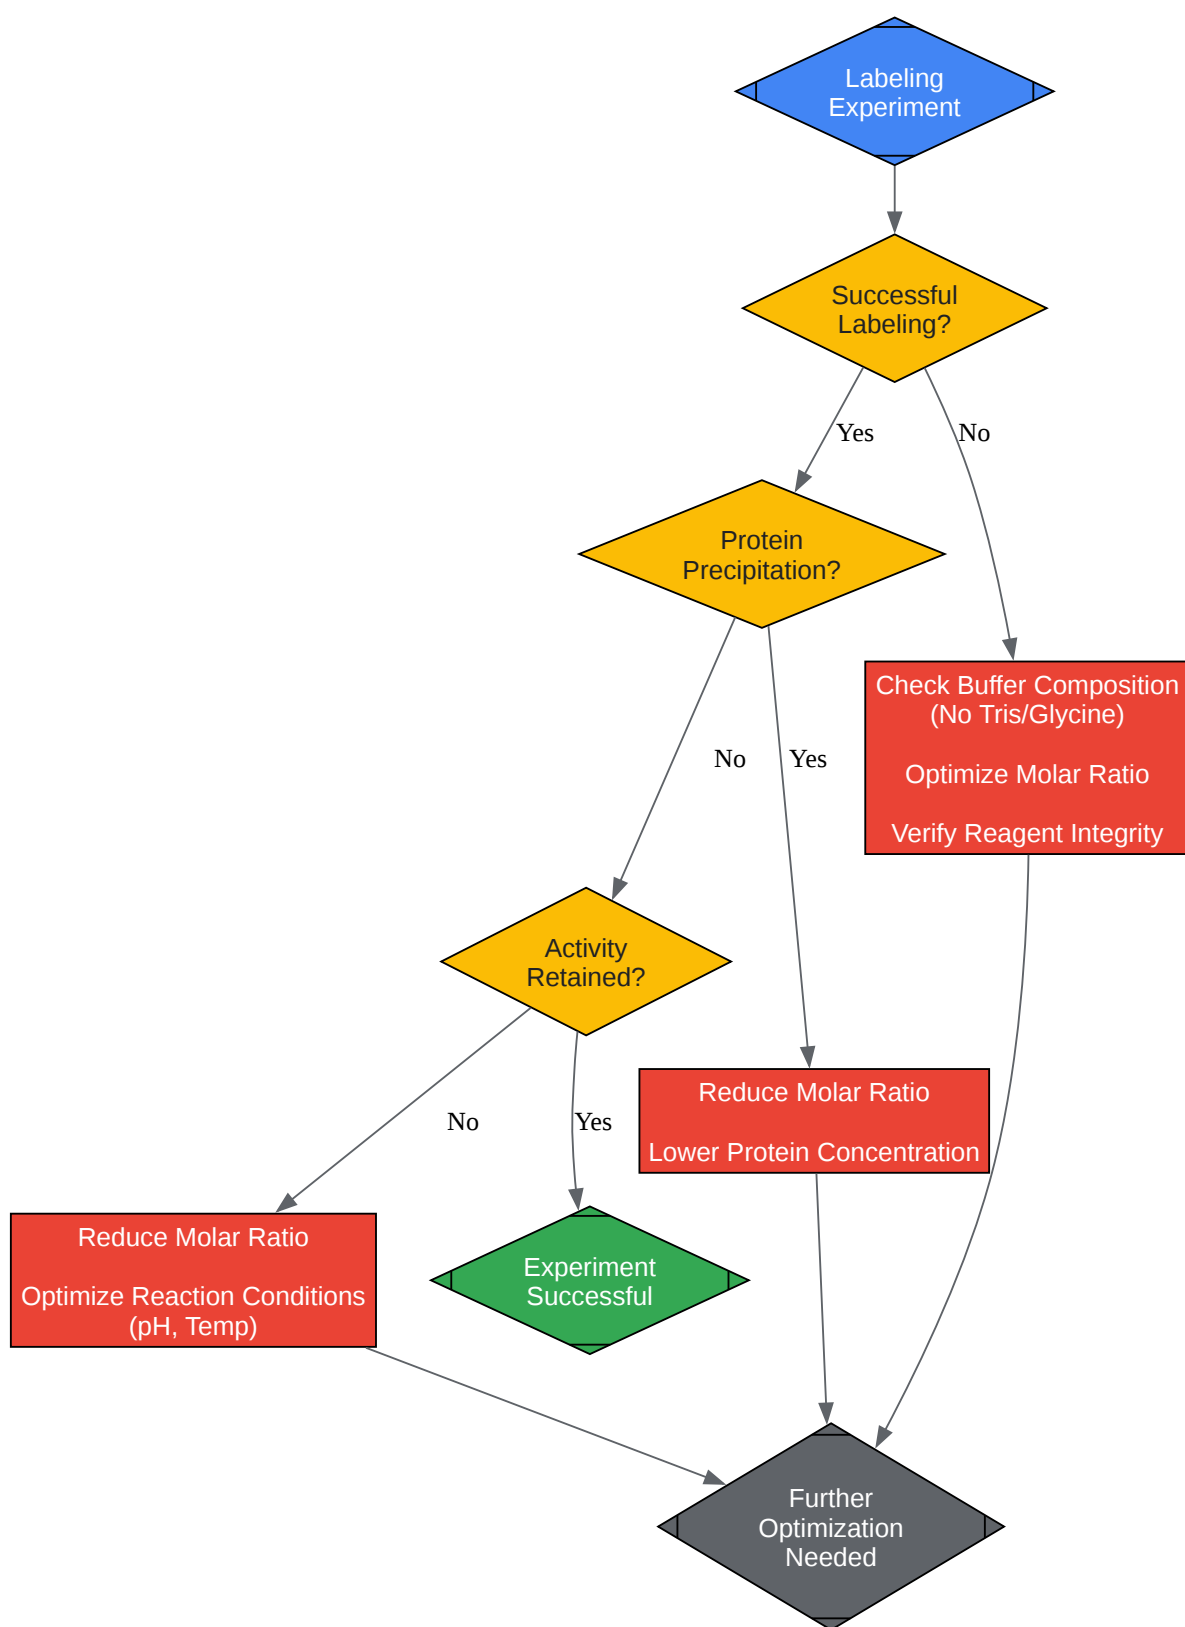 Labeling
Experiment
Successful
Labeling?
Yes
No
Protein
Precipitation?
Check Buffer Composition
(No Tris/Glycine)
Optimize Molar Ratio
Verify Reagent Integrity
No
Yes
Activity
Retained?
Reduce Molar Ratio
Lower Protein Concentration
No
Yes
Reduce Molar Ratio
Optimize Reaction Conditions
(pH, Temp)
Experiment
Successful
Further
Optimization
Needed